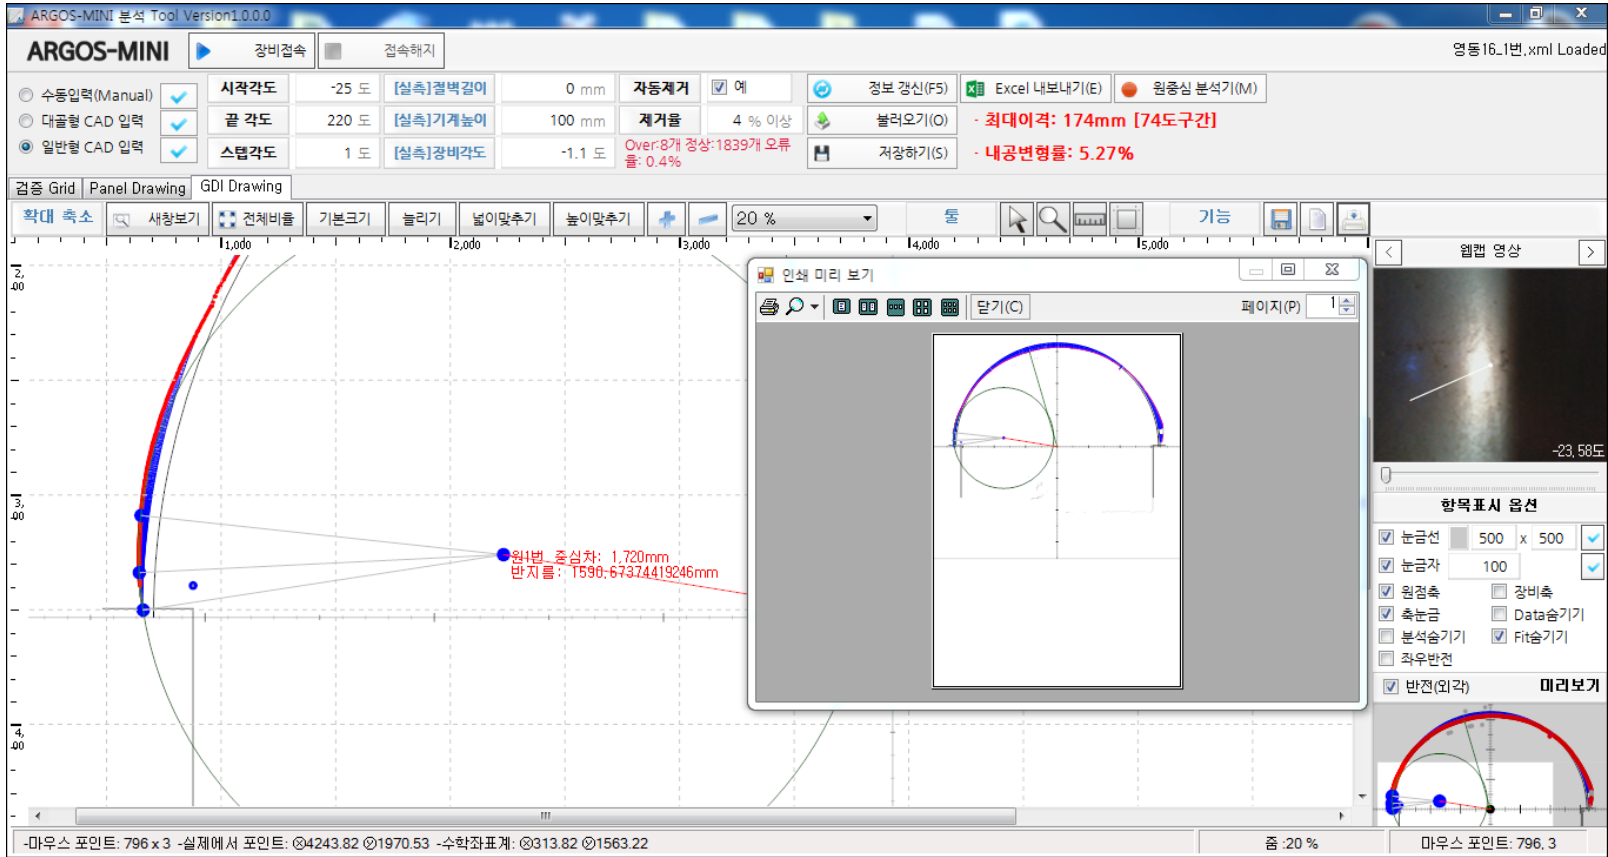 ARGOS-MINI 분석 Tool Version1.0.0.0
ARGOS-MINI 장비접속 접속해지 영동16_1번.xml Loaded
수동입력(Manual) 시작각도 -25 도 [실측]절벽길이 0 mm 자동제거 예 정보 갱신(F5) Excel 내보내기(E) 원중심 분석기(M)
대골형 CAD 입력 끝 각도 220 도 [실측]기계높이 100 mm 제거율 4 % 이상 불러오기(O) · 최대이격: 174mm [74도구간]
일반형 CAD 입력 스텝각도 1 도 [실측]장비각도 -1.1 도 Over:8개 정상:1839개 오류
율: 0.4% 저장하기(S) · 내공변형률: 5.27%
검증 Grid Panel Drawing GDI Drawing
확대 축소 새창보기 전체비율 기본크기 늘리기 넓이맞추기 높이맞추기 20 % 툴 기능
1,000 2,000 3,000 4,000 5,000
< 웹캡 영상 >
2,
00
인쇄 미리 보기
닫기(C) 페이지(P) 1
-23,58도
3,
00
항목표시 옵션
눈금선 500 x 500
눈금자 100
원점축 장비축
축눈금 Data숨기기
분석숨기기 Fit숨기기
좌우반전
반전(외각) 미리보기
원1번 중심차: 1,720mm
반지름: 1590,67374419246mm
4,
00
-마우스 포인트: 796 x 3 -실제에서 포인트: ⓧ4243.82 ⓨ1970.53 -수학좌표계: ⓧ313.82 ⓨ1563.22 줌 :20 % 마우스 포인트: 796, 3